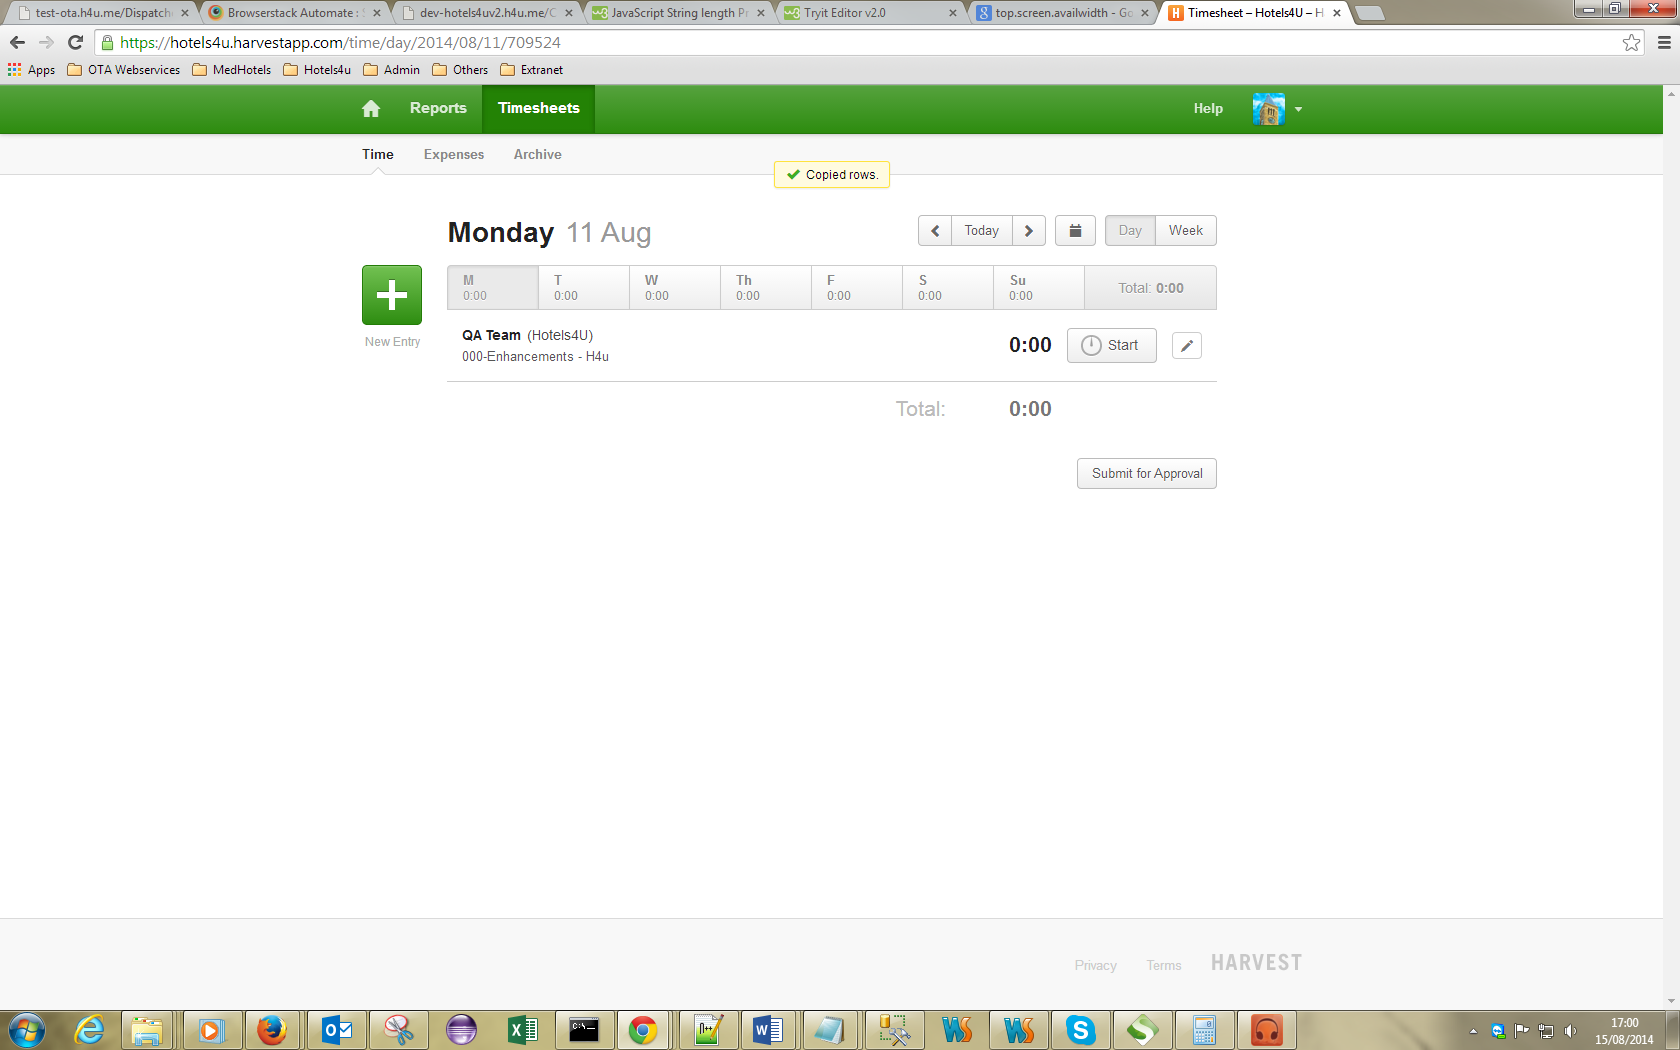 test-ota.h4u.me/Dispatch
Browserstack Automate :
dev-hotels4uv2.h4u.me/C
JavaScript String length Pr
Tryit Editor v2.0
top.screen.availwidth - Go
Timesheet – Hotels4U – H
https://hotels4u.harvestapp.com/time/day/2014/08/11/709524
Apps
OTA Webservices
MedHotels
Hotels4u
Admin
Others
Extranet
Reports
Timesheets
Help
Time
Expenses
Archive
Copied rows.
Monday 11 Aug
Today
Day
Week
New Entry
M
0:00
T
0:00
W
0:00
Th
0:00
F
0:00
S
0:00
Su
0:00
Total: 0:00
QA Team (Hotels4U)
000-Enhancements - H4u
0:00
Start
Total:
0:00
Submit for Approval
Privacy
Terms
HARVEST
17:00
15/08/2014